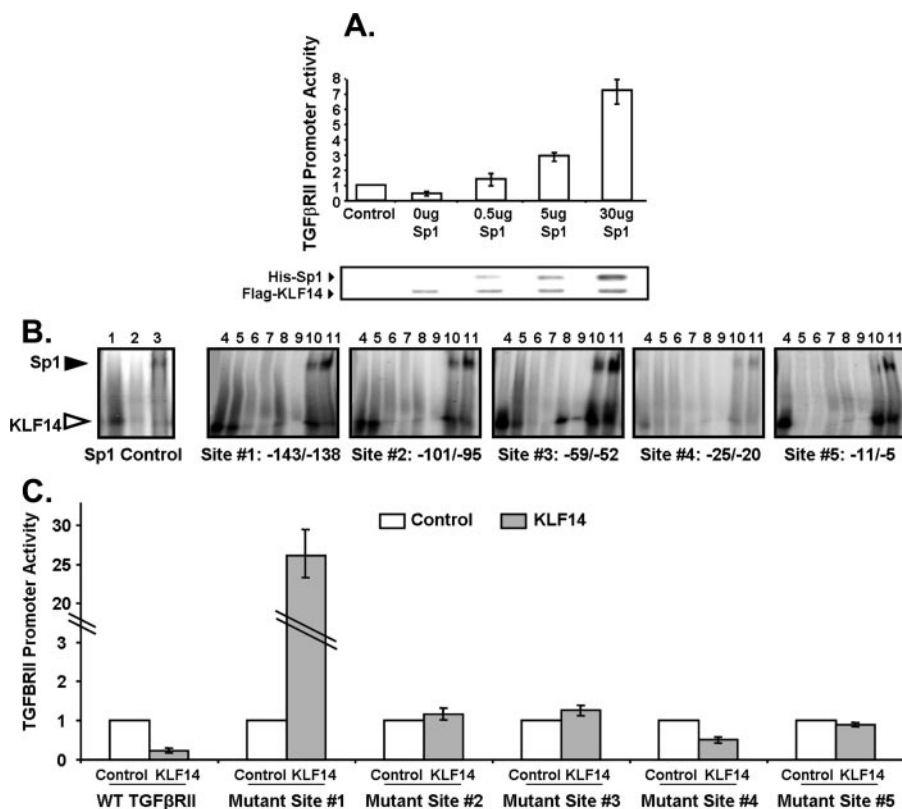 A.
TGFβRII Promoter Activity
8
7
6
5
4
3
2
1
0
Control 0ug Sp1 0.5ug Sp1 5ug Sp1 30ug Sp1
His-Sp1
Flag-KLF14
B.
1 2 3
4 5 6 7 8 9 10 11
4 5 6 7 8 9 10 11
4 5 6 7 8 9 10 11
4 5 6 7 8 9 10 11
4 5 6 7 8 9 10 11
Sp1
KLF14
Sp1 Control
Site #1: -143/-138
Site #2: -101/-95
Site #3: -59/-52
Site #4: -25/-20
Site #5: -11/-5
C.
Control
KLF14
TGFBRII Promoter Activity
30
25
20
3
2
1
0
Control KLF14
WT TGFβRII
Control KLF14
Mutant Site #1
Control KLF14
Mutant Site #2
Control KLF14
Mutant Site #3
Control KLF14
Mutant Site #4
Control KLF14
Mutant Site #5